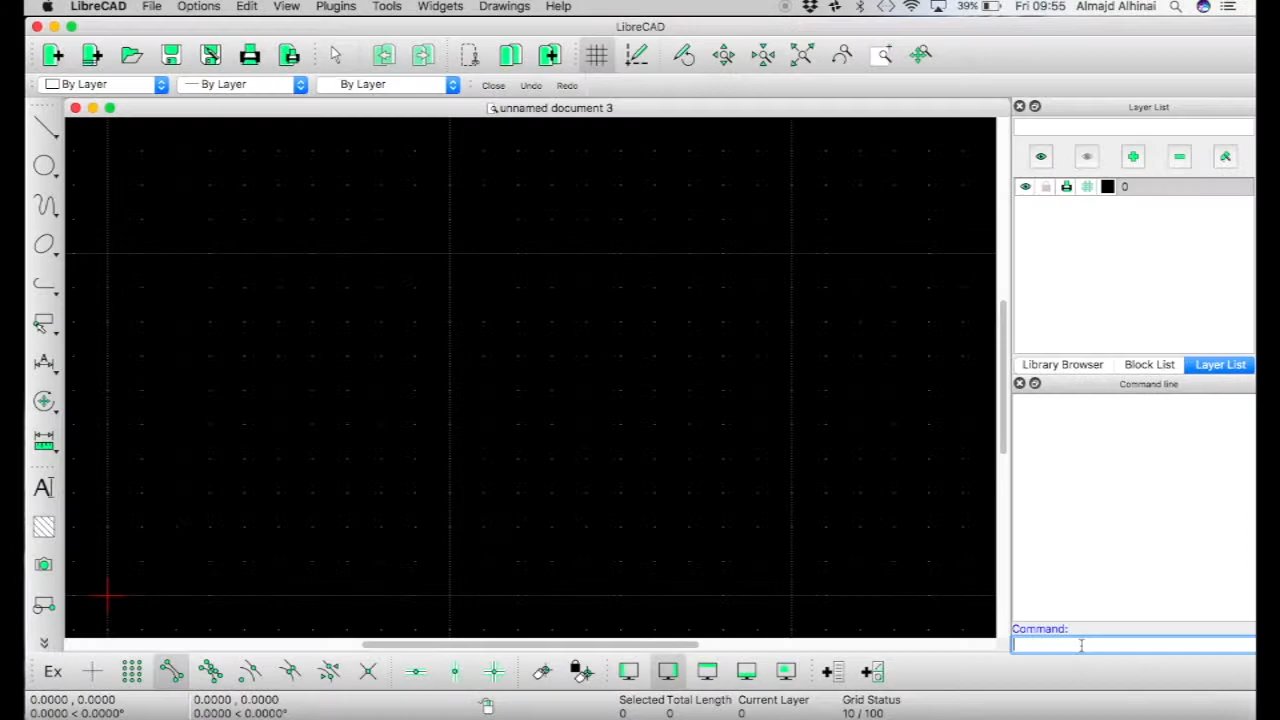 LibreCAD File Options Edit View Plugins Tools Widgets Drawings Help 39% Fri 09:55 Almajd Alhinai
LibreCAD
By Layer By Layer By Layer Close Undo Redo
unnamed document 3
Layer List
0
Library Browser Block List Layer List
Command line
Command:
A
Ex
0.0000 , 0.0000 0.0000 , 0.0000 Selected Total Length Current Layer Grid Status
0.0000 < 0.0000° 0.0000 < 0.0000° 0 0 0 10 / 100